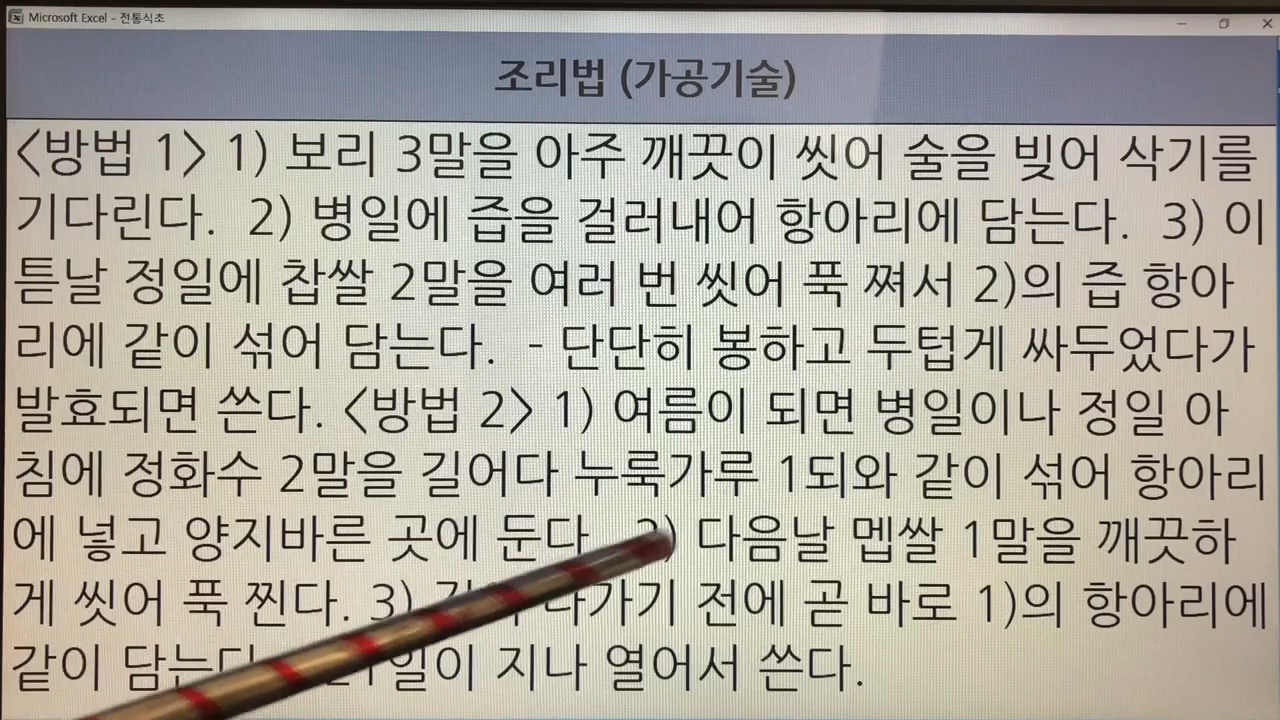 Microsoft Excel - 전통식초
조리법 (가공기술)
<방법 1> 1) 보리 3말을 아주 깨끗이 씻어 술을 빚어 삭기를
기다린다. 2) 병일에 즙을 걸러내어 항아리에 담는다. 3) 이
튿날 정일에 찹쌀 2말을 여러 번 씻어 푹 쪄서 2)의 즙 항아
리에 같이 섞어 담는다. - 단단히 봉하고 두텁게 싸두었다가
발효되면 쓴다. <방법 2> 1) 여름이 되면 병일이나 정일 아
침에 정화수 2말을 길어다 누룩가루 1되와 같이 섞어 항아리
에 넣고 양지바른 곳에 둔다 2) 다음날 멥쌀 1말을 깨끗하
게 씻어 푹 찐다. 3) 나가기 전에 곧 바로 1)의 항아리에
같이 담는다 지나 열어서 쓴다.